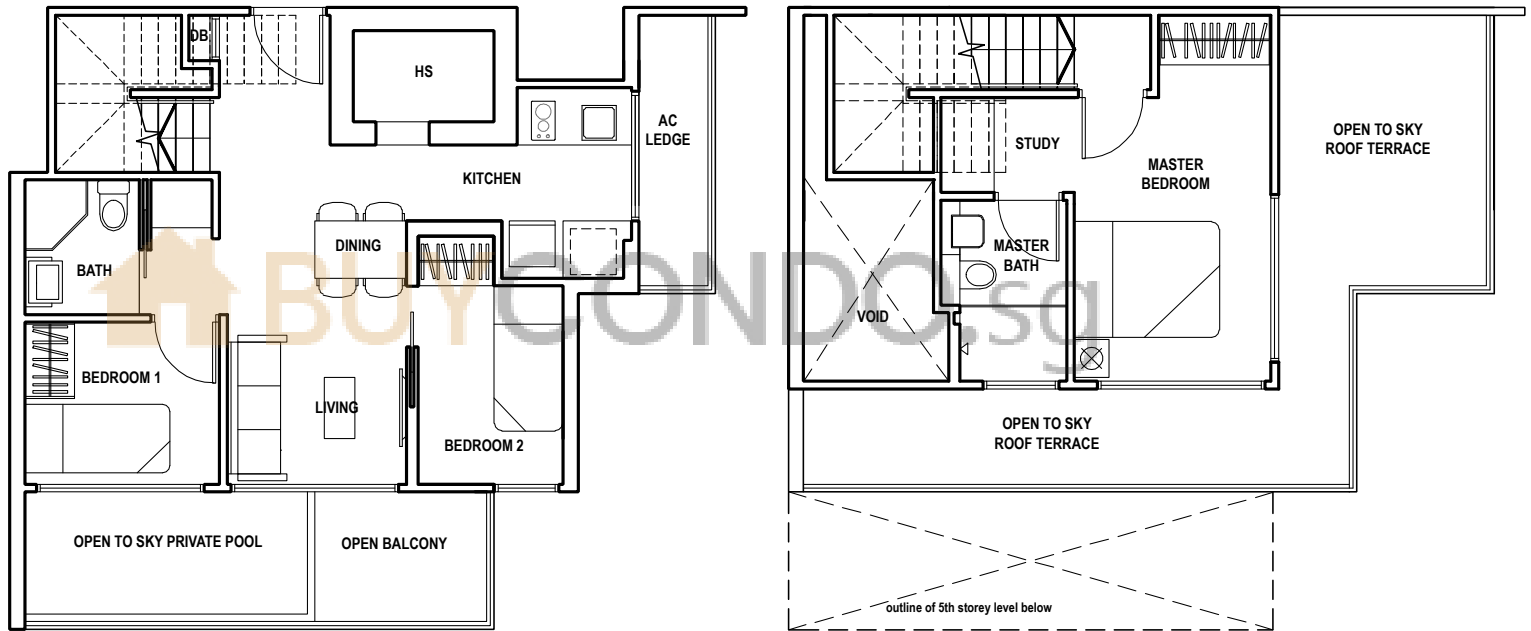 DB
HS
AC
LEDGE
KITCHEN
DINING
BATH
BEDROOM 1
LIVING
BEDROOM 2
OPEN TO SKY PRIVATE POOL
OPEN BALCONY
STUDY
MASTER
BEDROOM
OPEN TO SKY
ROOF TERRACE
MASTER
BATH
VOID
OPEN TO SKY
ROOF TERRACE
outline of 5th storey level below
BUYCONDO.sg